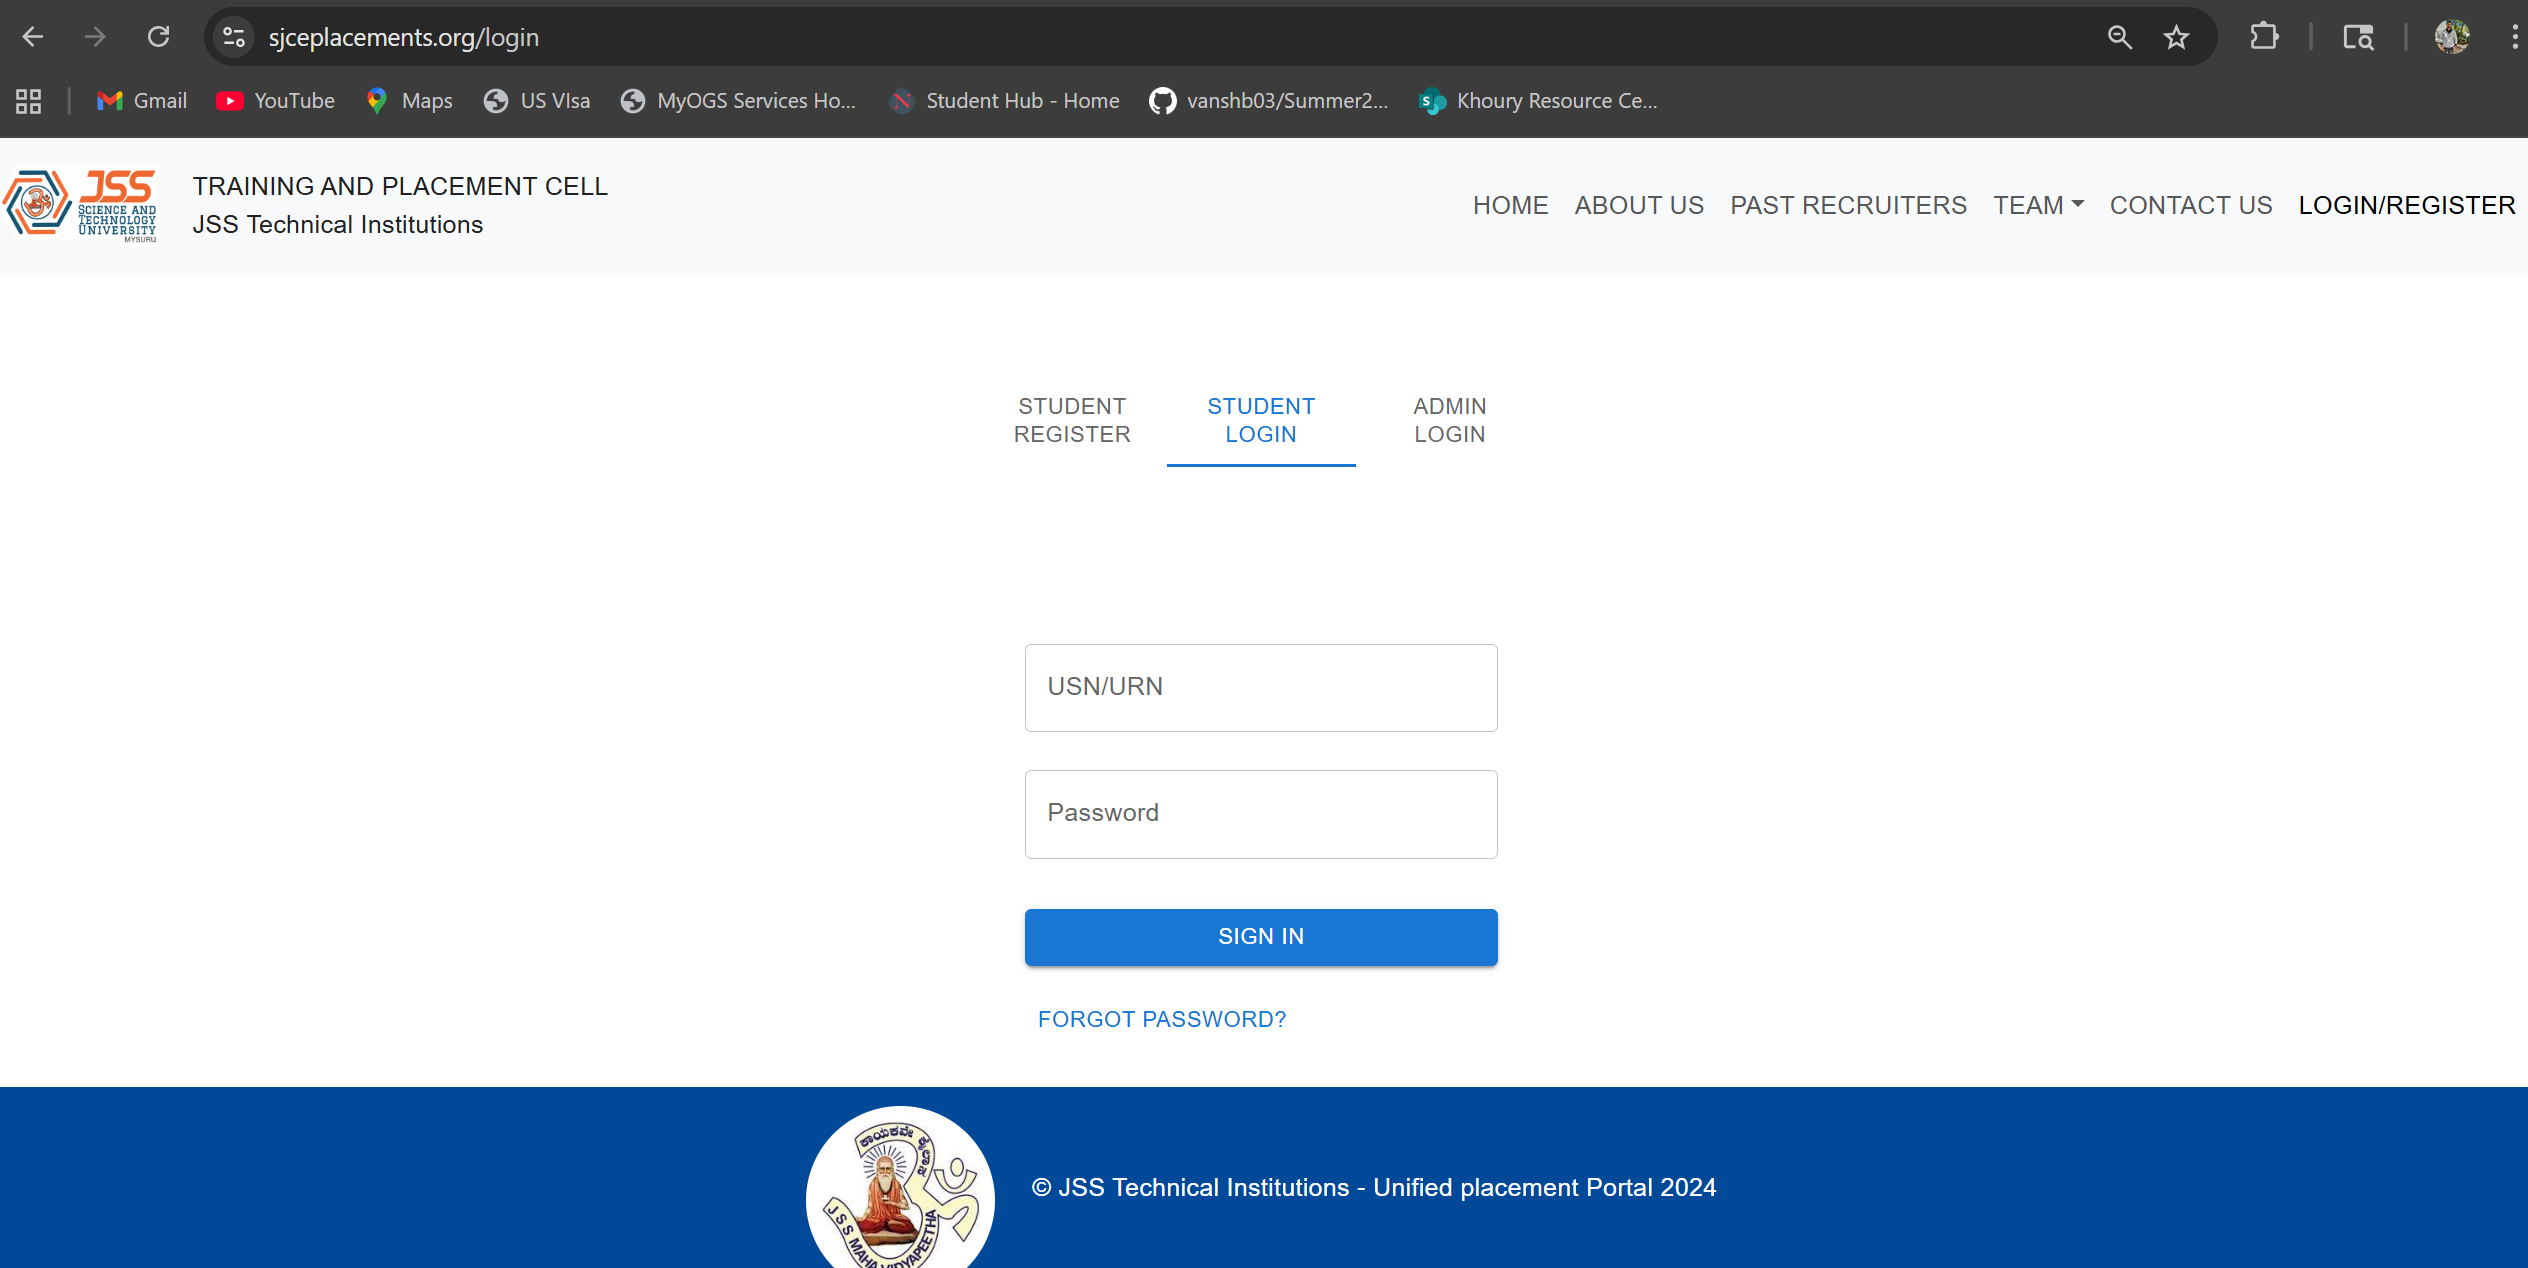 sjceplacements.org/login
Gmail
YouTube
Maps
US VIsa
MyOGS Services Ho...
Student Hub - Home
vanshb03/Summer2...
Khoury Resource Ce...
JSS
SCIENCE AND
TECHNOLOGY
UNIVERSITY
MYSURU
TRAINING AND PLACEMENT CELL
JSS Technical Institutions
HOME
ABOUT US
PAST RECRUITERS
TEAM
CONTACT US
LOGIN/REGISTER
STUDENT
REGISTER
STUDENT
LOGIN
ADMIN
LOGIN
USN/URN
Password
SIGN IN
FORGOT PASSWORD?
ಕಾಯಕವೇ ಕೈಲಾಸ
JSS MAHAVIDYAPEETHA
© JSS Technical Institutions - Unified placement Portal 2024